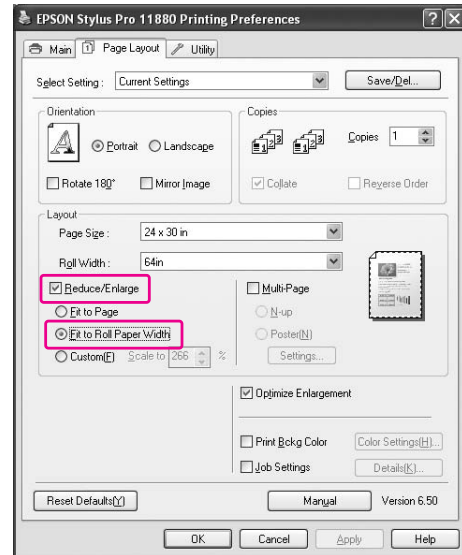 EPSON Stylus Pro 11880 Printing Preferences
Main Page Layout Utility
Select Setting : Current Settings Save/Del...
Orientation
Portrait Landscape
Rotate 180° Mirror Image
Copies
Copies 1
Collate Reverse Order
Layout
Page Size : 24 x 30 in
Roll Width : 64in
Reduce/Enlarge
Fit to Page
Fit to Roll Paper Width
Custom(F) Scale to 266 %
Multi-Page
N-up
Poster(N)
Settings...
Optimize Enlargement
Print Bckg Color Color Settings(H)...
Job Settings Details(K)...
Reset Defaults(Y) Manual Version 6.50
OK Cancel Apply Help